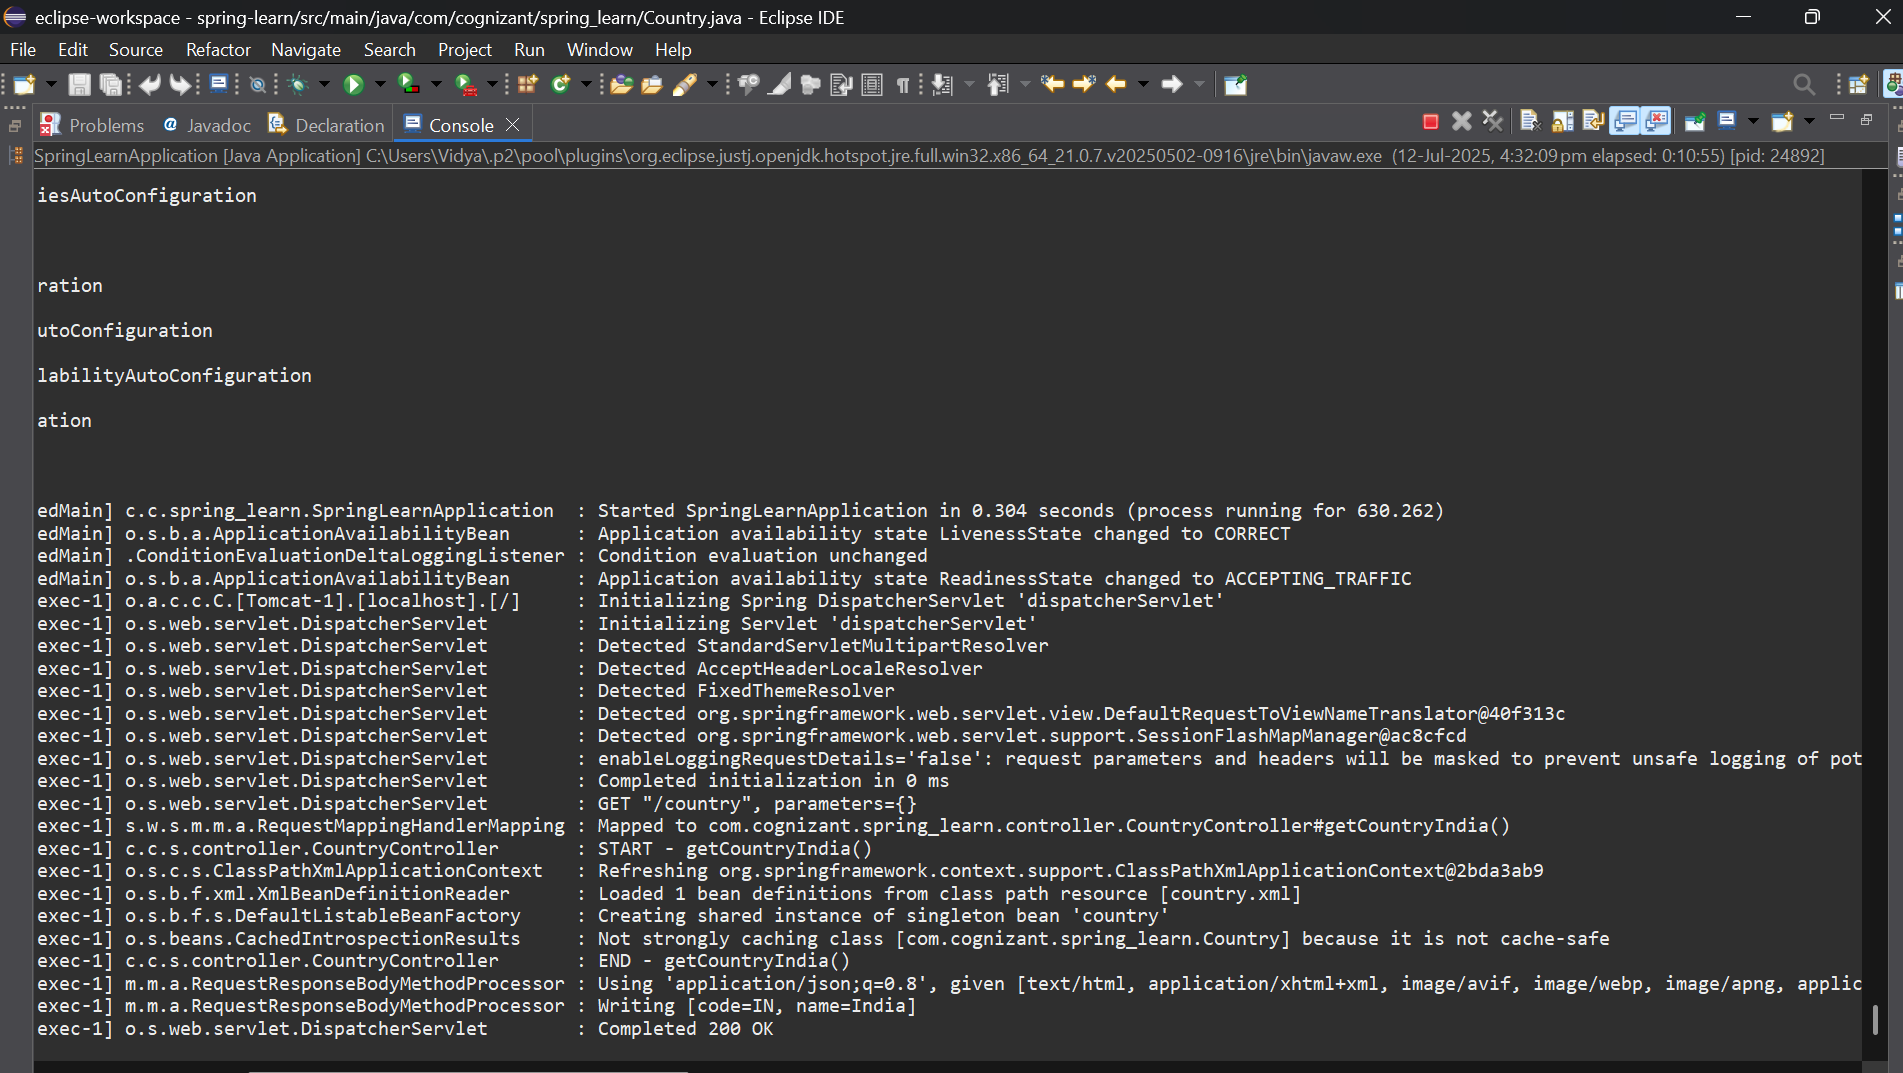 eclipse-workspace - spring-learn/src/main/java/com/cognizant/spring_learn/Country.java - Eclipse IDE
File Edit Source Refactor Navigate Search Project Run Window Help
Problems @ Javadoc Declaration Console
SpringLearnApplication [Java Application] C:\Users\Vidya\.p2\pool\plugins\org.eclipse.justj.openjdk.hotspot.jre.full.win32.x86_64_21.0.7.v20250502-0916\jre\bin\javaw.exe (12-Jul-2025, 4:32:09 pm elapsed: 0:10:55) [pid: 24892]
iesAutoConfiguration
ration
utoConfiguration
labilityAutoConfiguration
ation
edMain] c.c.spring_learn.SpringLearnApplication : Started SpringLearnApplication in 0.304 seconds (process running for 630.262)
edMain] o.s.b.a.ApplicationAvailabilityBean : Application availability state LivenessState changed to CORRECT
edMain] .ConditionEvaluationDeltaLoggingListener : Condition evaluation unchanged
edMain] o.s.b.a.ApplicationAvailabilityBean : Application availability state ReadinessState changed to ACCEPTING_TRAFFIC
exec-1] o.a.c.c.C.[Tomcat-1].[localhost].[/] : Initializing Spring DispatcherServlet 'dispatcherServlet'
exec-1] o.s.web.servlet.DispatcherServlet : Initializing Servlet 'dispatcherServlet'
exec-1] o.s.web.servlet.DispatcherServlet : Detected StandardServletMultipartResolver
exec-1] o.s.web.servlet.DispatcherServlet : Detected AcceptHeaderLocaleResolver
exec-1] o.s.web.servlet.DispatcherServlet : Detected FixedThemeResolver
exec-1] o.s.web.servlet.DispatcherServlet : Detected org.springframework.web.servlet.view.DefaultRequestToViewNameTranslator@40f313c
exec-1] o.s.web.servlet.DispatcherServlet : Detected org.springframework.web.servlet.support.SessionFlashMapManager@ac8cfcd
exec-1] o.s.web.servlet.DispatcherServlet : enableLoggingRequestDetails='false': request parameters and headers will be masked to prevent unsafe logging of pot
exec-1] o.s.web.servlet.DispatcherServlet : Completed initialization in 0 ms
exec-1] o.s.web.servlet.DispatcherServlet : GET "/country", parameters={}
exec-1] s.w.s.m.m.a.RequestMappingHandlerMapping : Mapped to com.cognizant.spring_learn.controller.CountryController#getCountryIndia()
exec-1] c.c.s.controller.CountryController : START - getCountryIndia()
exec-1] o.s.c.s.ClassPathXmlApplicationContext : Refreshing org.springframework.context.support.ClassPathXmlApplicationContext@2bda3ab9
exec-1] o.s.b.f.xml.XmlBeanDefinitionReader : Loaded 1 bean definitions from class path resource [country.xml]
exec-1] o.s.b.f.s.DefaultListableBeanFactory : Creating shared instance of singleton bean 'country'
exec-1] o.s.beans.CachedIntrospectionResults : Not strongly caching class [com.cognizant.spring_learn.Country] because it is not cache-safe
exec-1] c.c.s.controller.CountryController : END - getCountryIndia()
exec-1] m.m.a.RequestResponseBodyMethodProcessor : Using 'application/json;q=0.8', given [text/html, application/xhtml+xml, image/avif, image/webp, image/apng, applic
exec-1] m.m.a.RequestResponseBodyMethodProcessor : Writing [code=IN, name=India]
exec-1] o.s.web.servlet.DispatcherServlet : Completed 200 OK